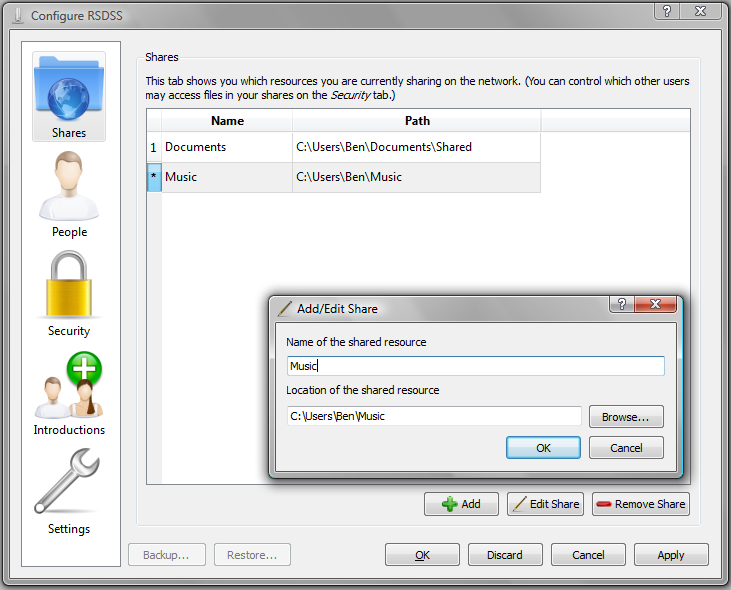 Configure RSDSS
Shares
This tab shows you which resources you are currently sharing on the network. (You can control which other users
may access files in your shares on the Security tab.)
Name Path
1 Documents C:\Users\Ben\Documents\Shared
* Music C:\Users\Ben\Music
Shares
People
Security
Introductions
Settings
Add/Edit Share
Name of the shared resource
Music
Location of the shared resource
C:\Users\Ben\Music Browse...
OK Cancel
Add Edit Share Remove Share
Backup... Restore... OK Discard Cancel Apply